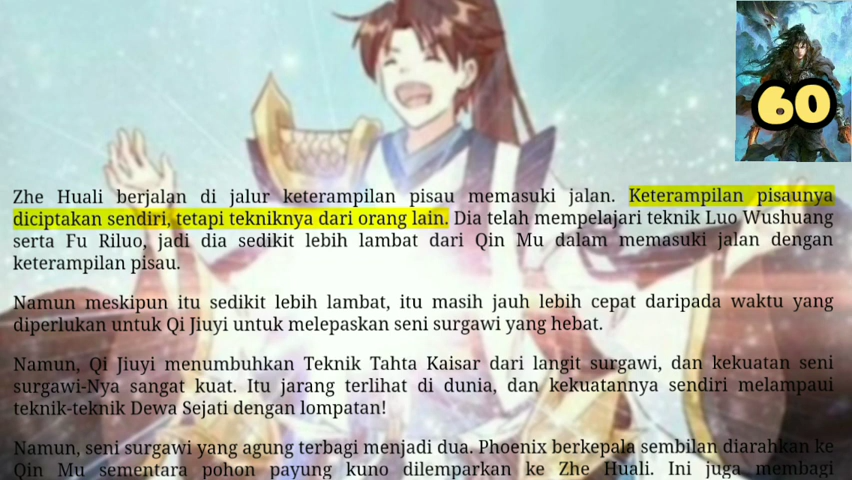 60
Zhe Huali berjalan di jalur keterampilan pisau memasuki jalan. Keterampilan pisaunya
diciptakan sendiri, tetapi tekniknya dari orang lain. Dia telah mempelajari teknik Luo Wushuang
serta Fu Riluo, jadi dia sedikit lebih lambat dari Qin Mu dalam memasuki jalan dengan
keterampilan pisau.
Namun meskipun itu sedikit lebih lambat, itu masih jauh lebih cepat daripada waktu yang
diperlukan untuk Qi Jiuyi untuk melepaskan seni surgawi yang hebat.
Namun, Qi Jiuyi menumbuhkan Teknik Tahta Kaisar dari langit surgawi, dan kekuatan seni
surgawi-Nya sangat kuat. Itu jarang terlihat di dunia, dan kekuatannya sendiri melampaui
teknik-teknik Dewa Sejati dengan lompatan!
Namun, seni surgawi yang agung terbagi menjadi dua. Phoenix berkepala sembilan diarahkan ke
Qin Mu sementara pohon payung kuno dilemparkan ke Zhe Huali. Ini juga membagi